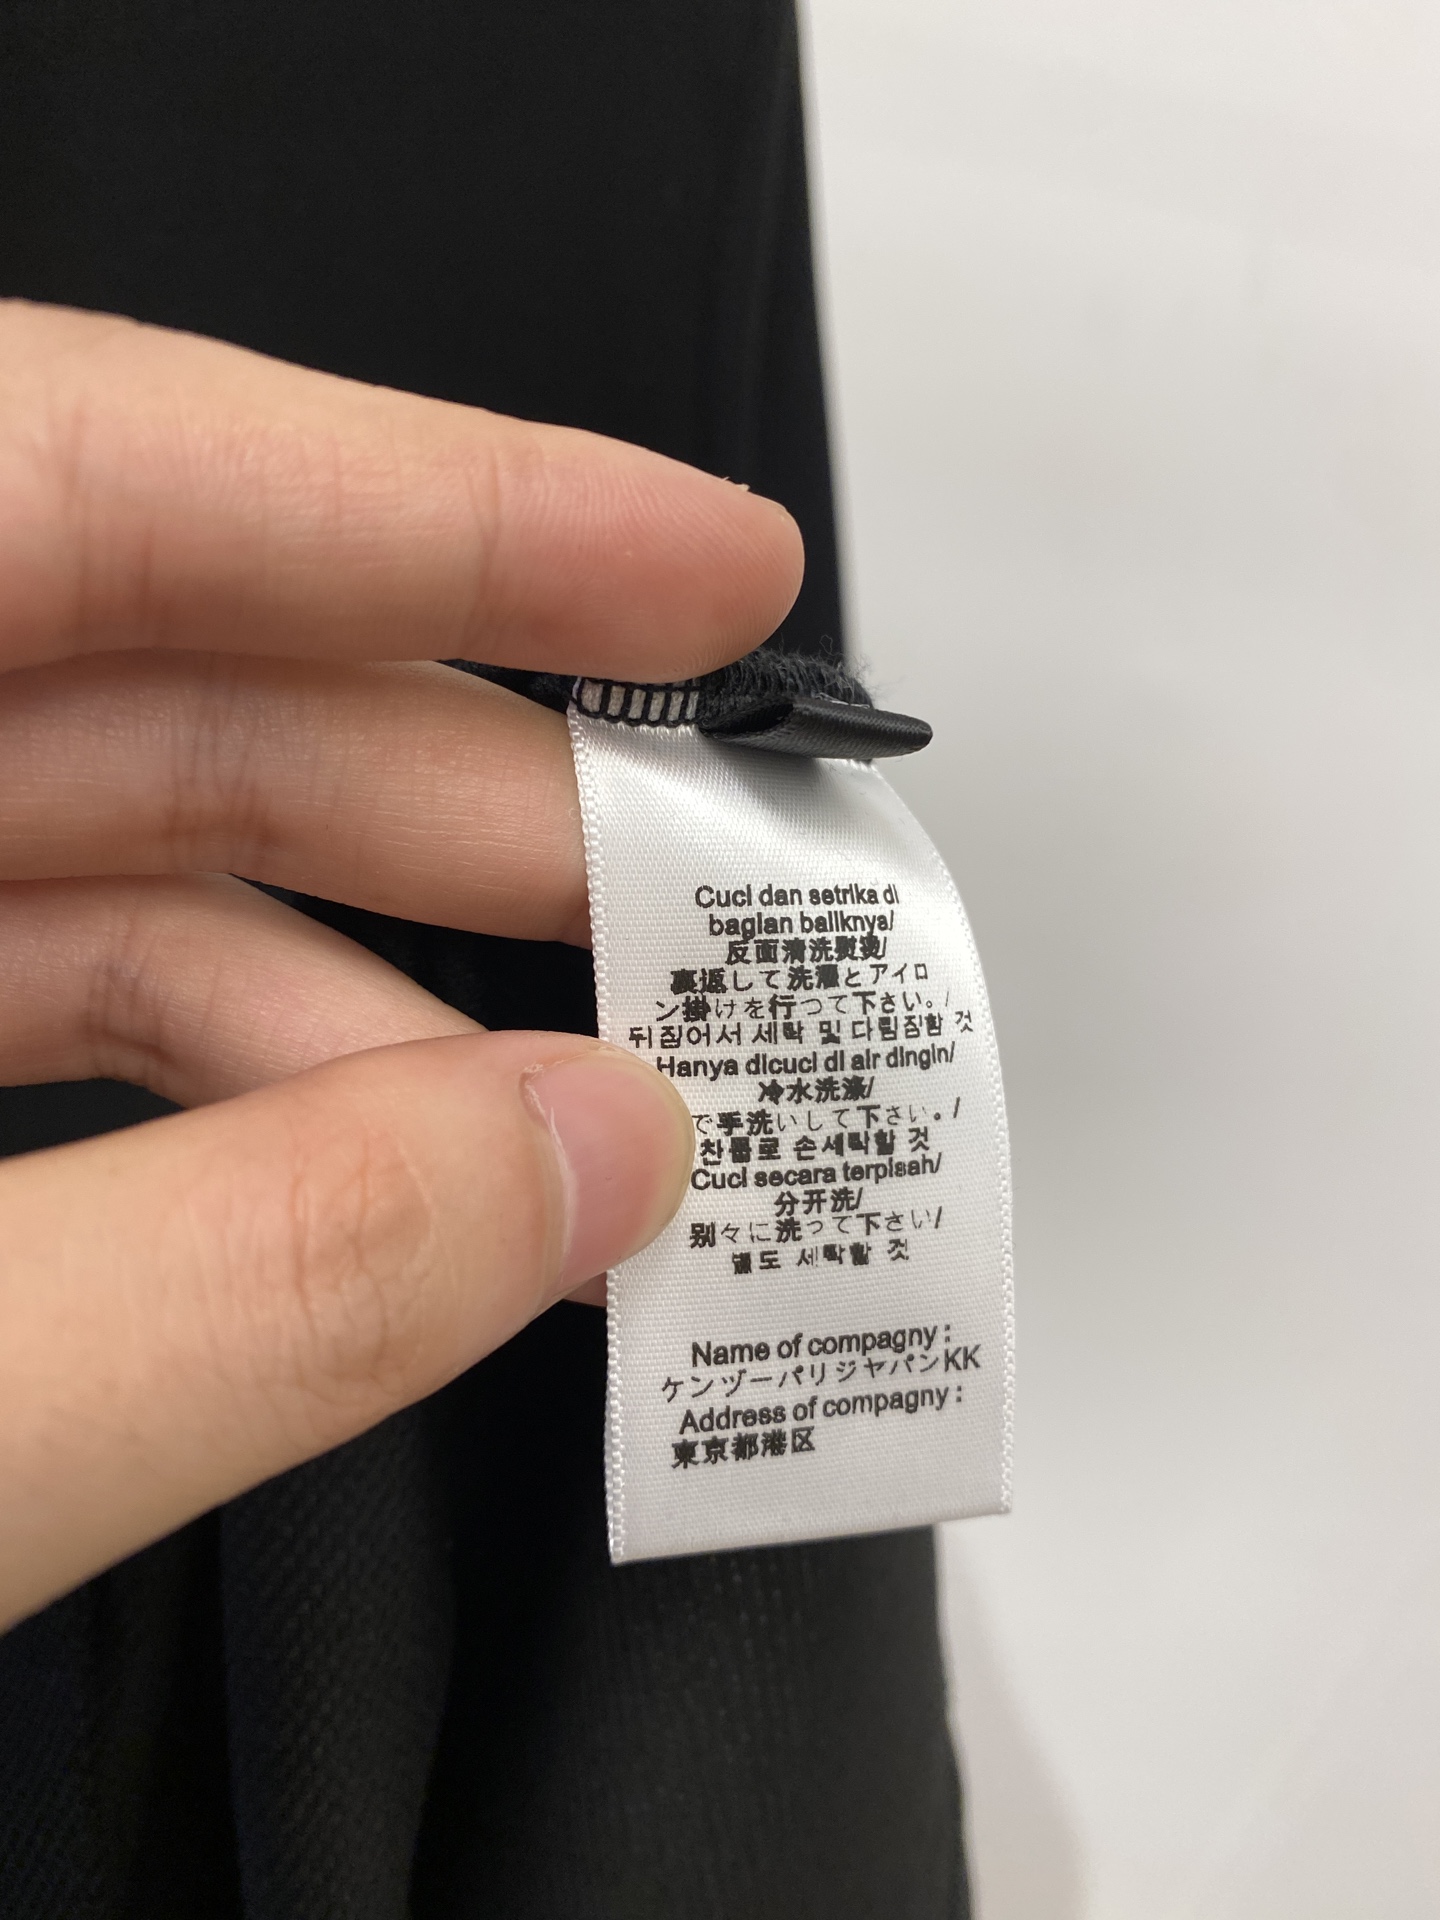 Cuci dan setrika di
bagian baliknya/
反面清洗熨烫/
裏返して洗濯とアイロ
ン掛けを行つて下さい。/
뒤집어서 세탁 및 다림질할 것
Hanya dicuci di air dingin/
冷水洗涤/
で手洗いして下さい。/
찬물로 손세탁할 것
Cuci secara terpisah/
分开洗/
别々に洗って下さい/
별도 세탁할 것
Name of compagny :
ケンゾーパリジャパンKK
Address of compagny :
東京都港区